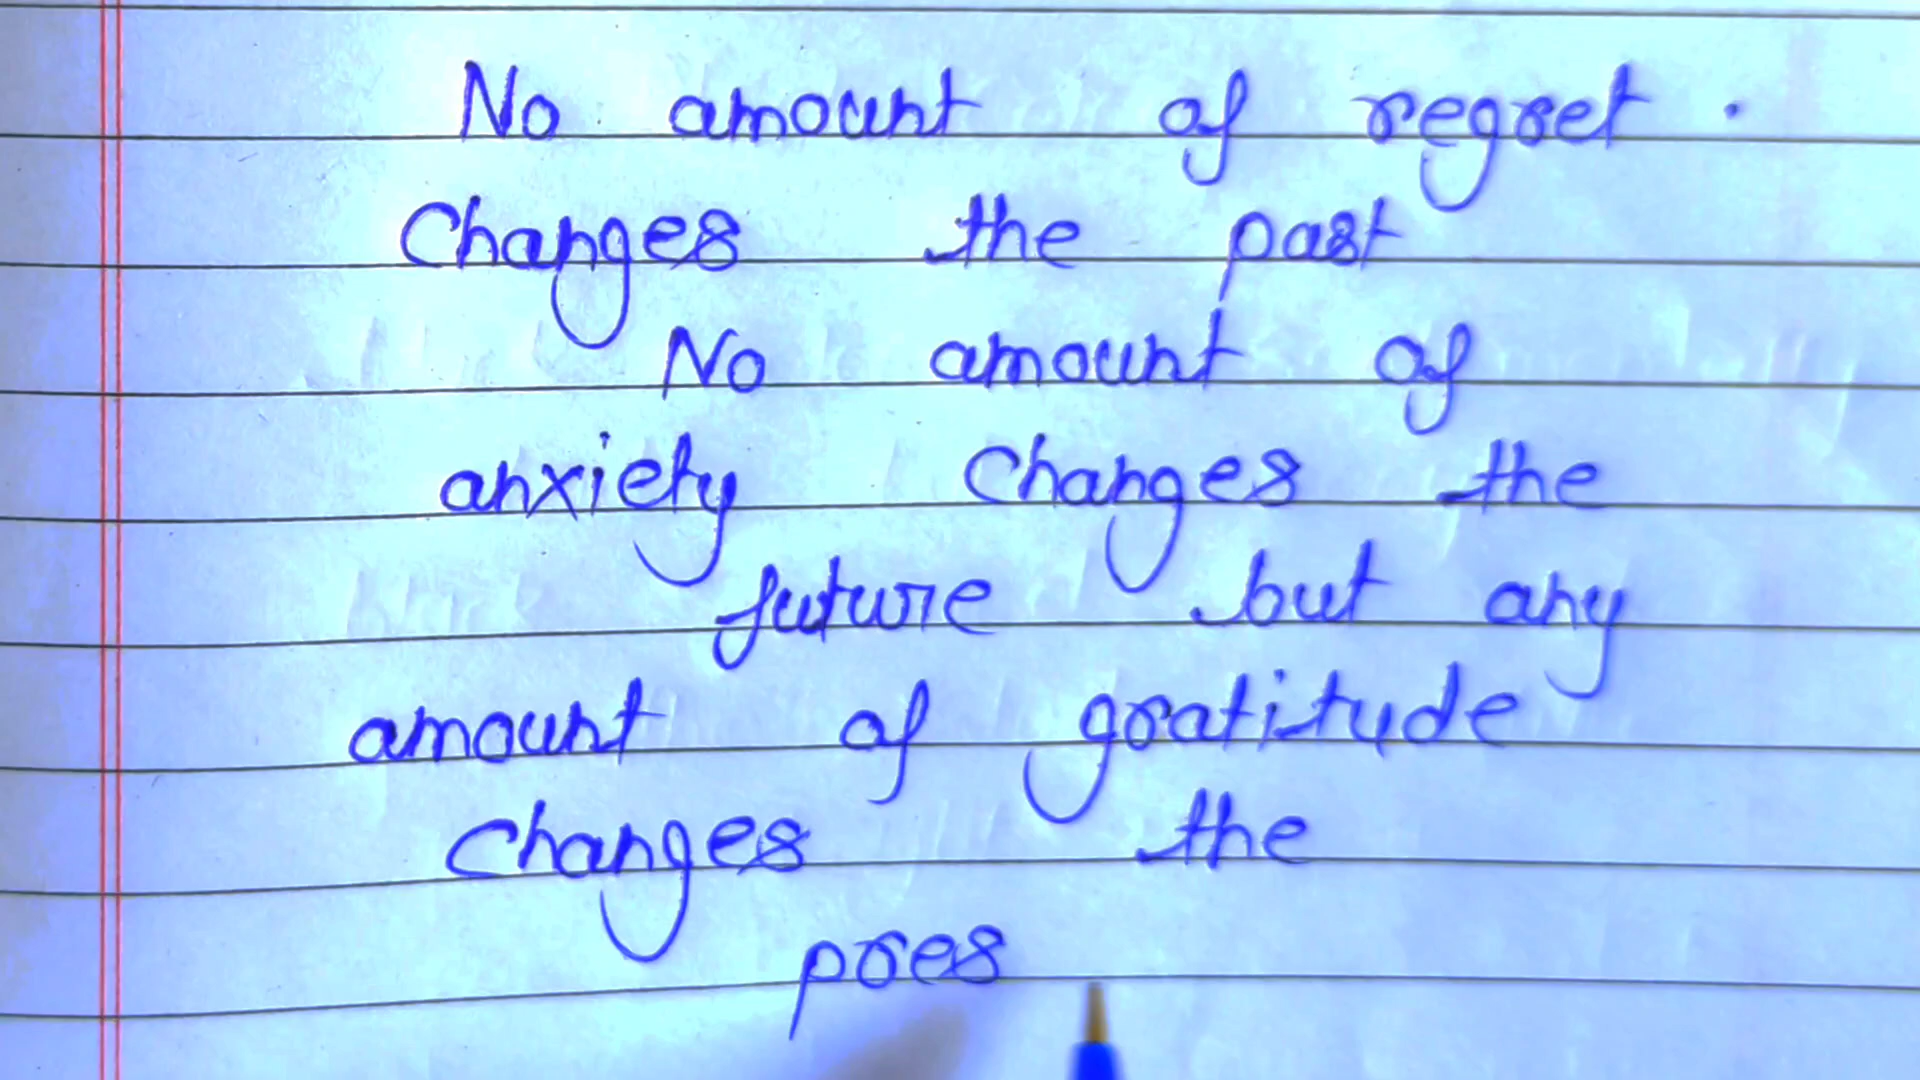 No amount of regret.
Changes the past
No amount of
anxiety Changes the
future but any
amount of gratitude
Changes the
pres